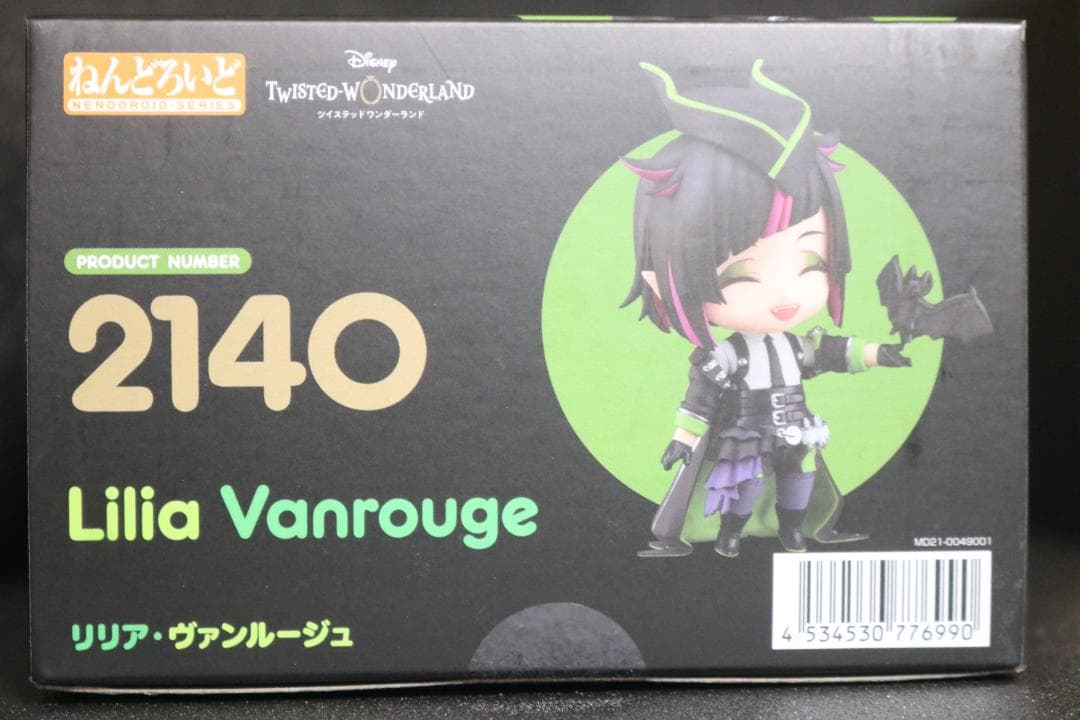 ねんどろいど
NENDOROID SERIES
Disney
TWISTED-WONDERLAND
ツイステッドワンダーランド
PRODUCT NUMBER
2140
Lilia Vanrouge
リリア・ヴァンルージュ
MD21-0049001
4 534530 776990